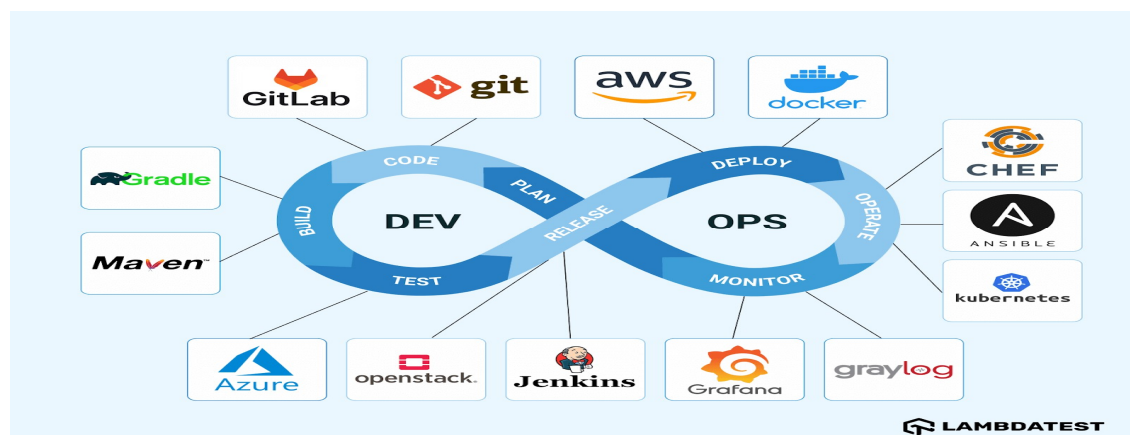 GitLab
git
aws
docker
CHEF
Gradle
CODE
DEPLOY
PLAN
OPERATE
BUILD
DEV
RELEASE
OPS
ANSIBLE
Maven™
TEST
MONITOR
kubernetes
Azure
openstack.
Jenkins
Grafana
graylog
LAMBDATEST